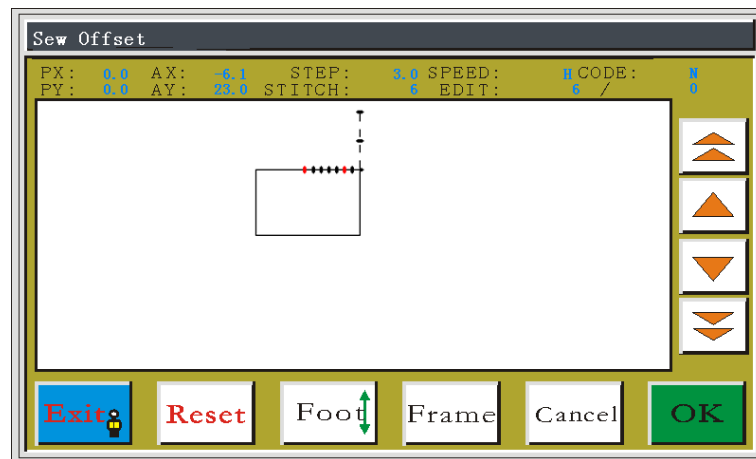 Sew Offset
PX: 0.0 AX: -6.1 STEP: 3.0 SPEED: H CODE: N
PY: 0.0 AY: 23.0 STITCH: 6 EDIT: 6 / 0
Exit Reset Foot Frame Cancel OK